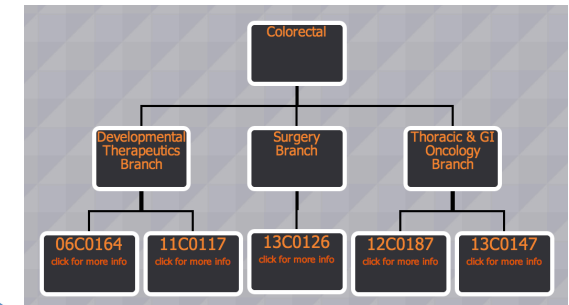 Colorectal
Developmental
Therapeutics
Branch
Surgery
Branch
Thoracic & GI
Oncology
Branch
06C0164
click for more info
11C0117
click for more info
13C0126
click for more info
12C0187
click for more info
13C0147
click for more info